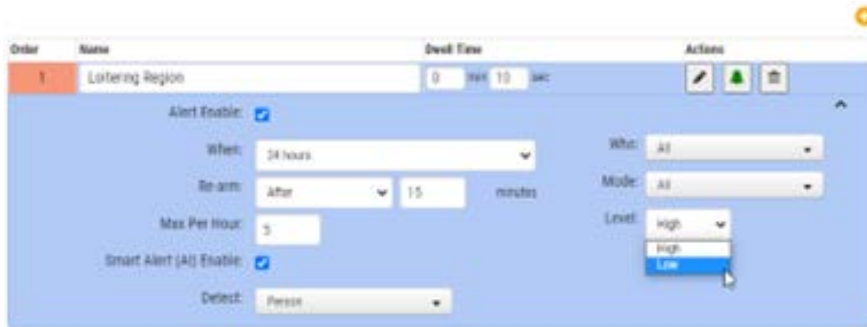 Order Name Dwell Time Actions
1 Loitering Region 0 min 10 sec
Alert Enable:
When: 24 hours Who: All
Re-arm: After 15 minutes Mode: All
Max Per Hour: 5 Level: High
High
Smart Alert (AI) Enable: Low
Detect: Person